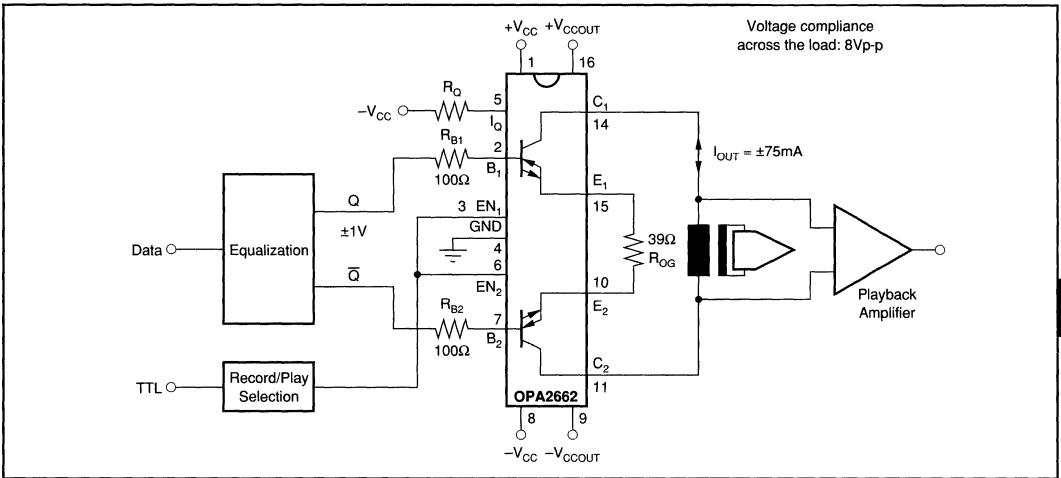 Voltage compliance
across the load: 8Vp-p
+VCC
+VCCOUT
1
16
RQ
–VCC
5
IQ
RB1
2
B1
100Ω
C1
14
IOUT = ±75mA
E1
15
Q
±1V
3
EN1
GND
4
6
EN2
Data
Equalization
Q̅
39Ω
ROG
10
E2
RB2
7
B2
100Ω
Playback
Amplifier
C2
11
TTL
Record/Play
Selection
OPA2662
8
9
–VCC
–VCCOUT